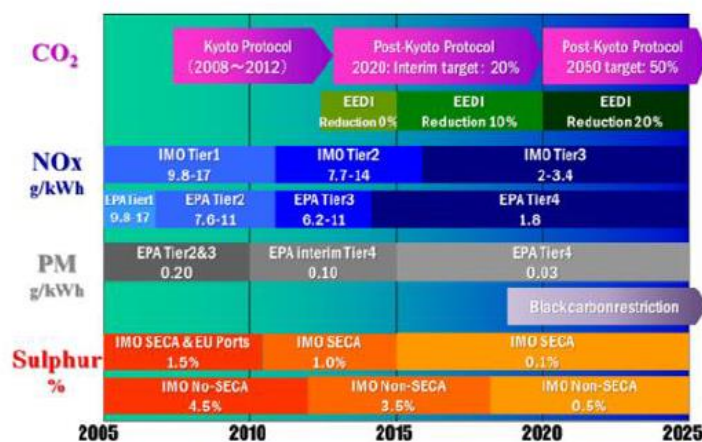 CO₂
Kyoto Protocol
(2008～2012)
Post-Kyoto Protocol
2020: Interim target: 20%
Post-Kyoto Protocol
2050 target: 50%
EEDI
Reduction 0%
EEDI
Reduction 10%
EEDI
Reduction 20%
NOx
g/kWh
IMO Tier1
9.8-17
IMO Tier2
7.7-14
IMO Tier3
2-3.4
EPA Tier1
9.8-17
EPA Tier2
7.6-11
EPA Tier3
6.2-11
EPA Tier4
1.8
PM
g/kWh
EPA Tier2&3
0.20
EPA interim Tier4
0.10
EPA Tier4
0.03
Black carbon restriction
Sulphur
%
IMO SECA & EU Ports
1.5%
IMO SECA
1.0%
IMO SECA
0.1%
IMO No-SECA
4.5%
IMO Non-SECA
3.5%
IMO Non-SECA
0.5%
2005 2010 2015 2020 2025